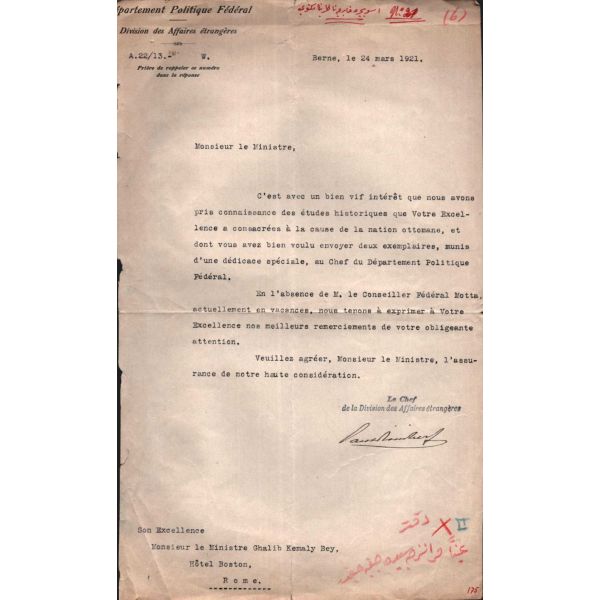 partement Politique Fédéral
Division des Affaires étrangères
(6)
A.22/13. W.
Prière de rappeler ce numéro
dans la réponse
Berne, le 24 mars 1921.
Monsieur le Ministre,
C'est avec un bien vif intérêt que nous avons
pris connaissance des études historiques que Votre Excel-
lence a consacrées à la cause de la nation ottomane, et
dont vous avez bien voulu envoyer deux exemplaires, munis
d'une dédicace spéciale, au Chef du Département Politique
Fédéral.
En l'absence de M. le Conseiller Fédéral Motta,
actuellement en vacances, nous tenons à exprimer à Votre
Excellence nos meilleurs remerciements de votre obligeante
attention.
Veuillez agréer, Monsieur le Ministre, l'assu-
rance de notre haute considération.
Le Chef
de la Division des Affaires étrangères
دقت X II
Son Excellence
Monsieur le Ministre Ghalib Kemaly Bey,
Hôtel Boston,
Rome.
175